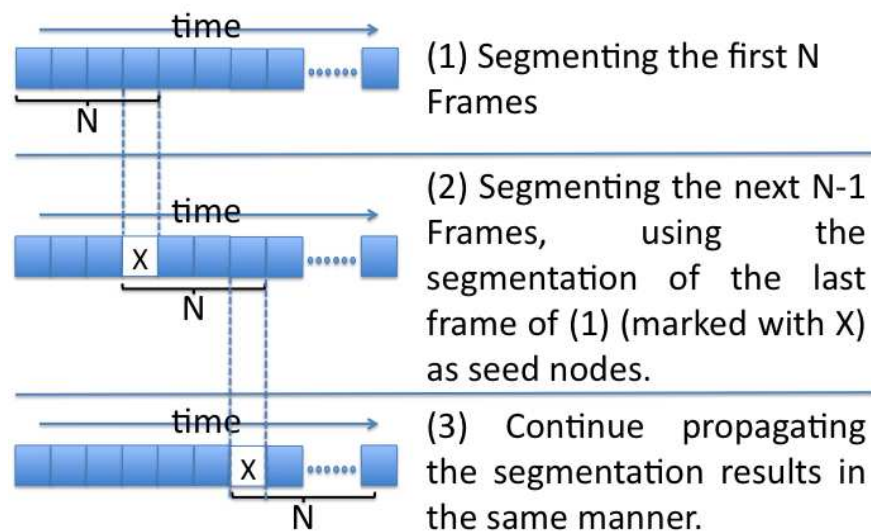 time
N
(1) Segmenting the first N
Frames
time
X
N
(2) Segmenting the next N-1
Frames, using the
segmentation of the last
frame of (1) (marked with X)
as seed nodes.
time
X
N
(3) Continue propagating
the segmentation results in
the same manner.